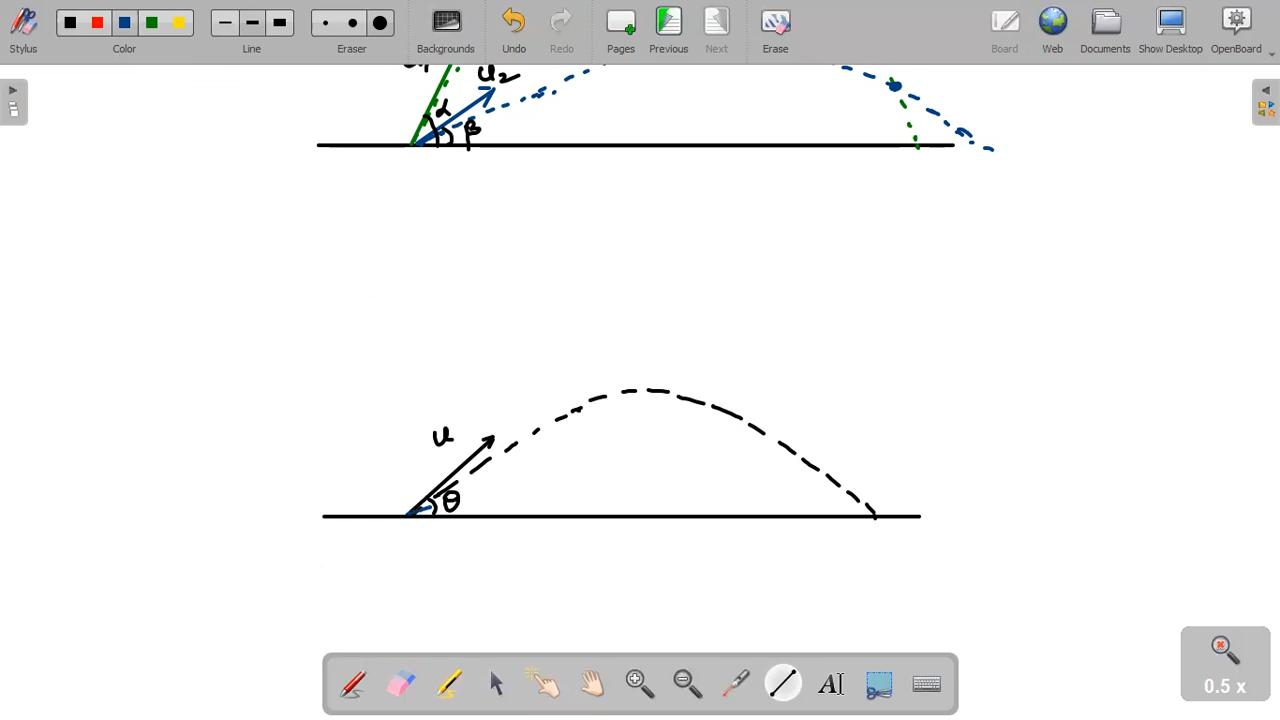 Stylus
Color
Line
Eraser
Backgrounds
Undo
Redo
Pages
Previous
Next
Erase
Board
Web
Documents
Show Desktop
OpenBoard
u₂
α
β
u
θ
0.5 x